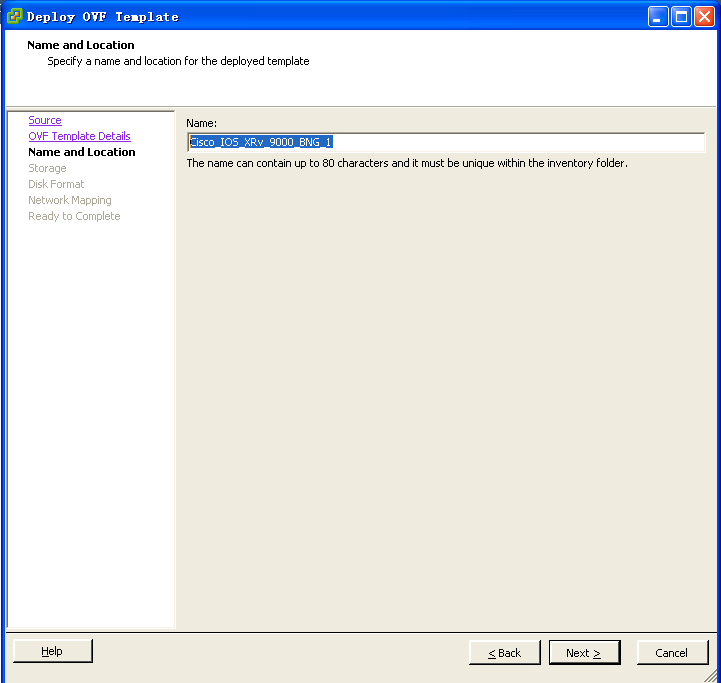 Deploy OVF Template
Name and Location
Specify a name and location for the deployed template
Source
OVF Template Details
Name and Location
Storage
Disk Format
Network Mapping
Ready to Complete
Name:
Cisco_IOS_XRv_9000_BNG_1
The name can contain up to 80 characters and it must be unique within the inventory folder.
Help
< Back
Next >
Cancel